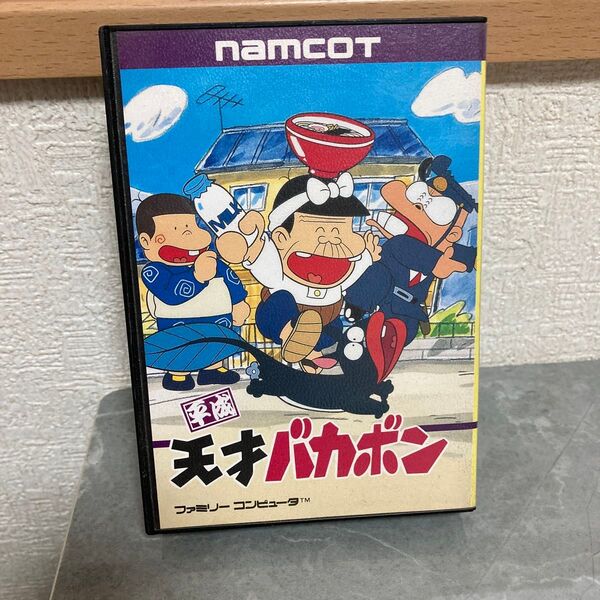 namcoT
MILK
平成
天才バカボン
ファミリー コンピュータ™